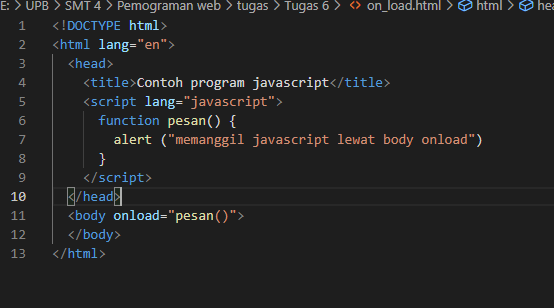 E: > UPB > SMT 4 > Pemograman web > tugas > Tugas 6 > <> on_load.html > html > hea
1 <!DOCTYPE html>
2 <html lang="en">
3 <head>
4 <title>Contoh program javascript</title>
5 <script lang="javascript">
6 function pesan() {
7 alert ("memanggil javascript lewat body onload")
8 }
9 </script>
10 </head>
11 <body onload="pesan()">
12 </body>
13 </html>